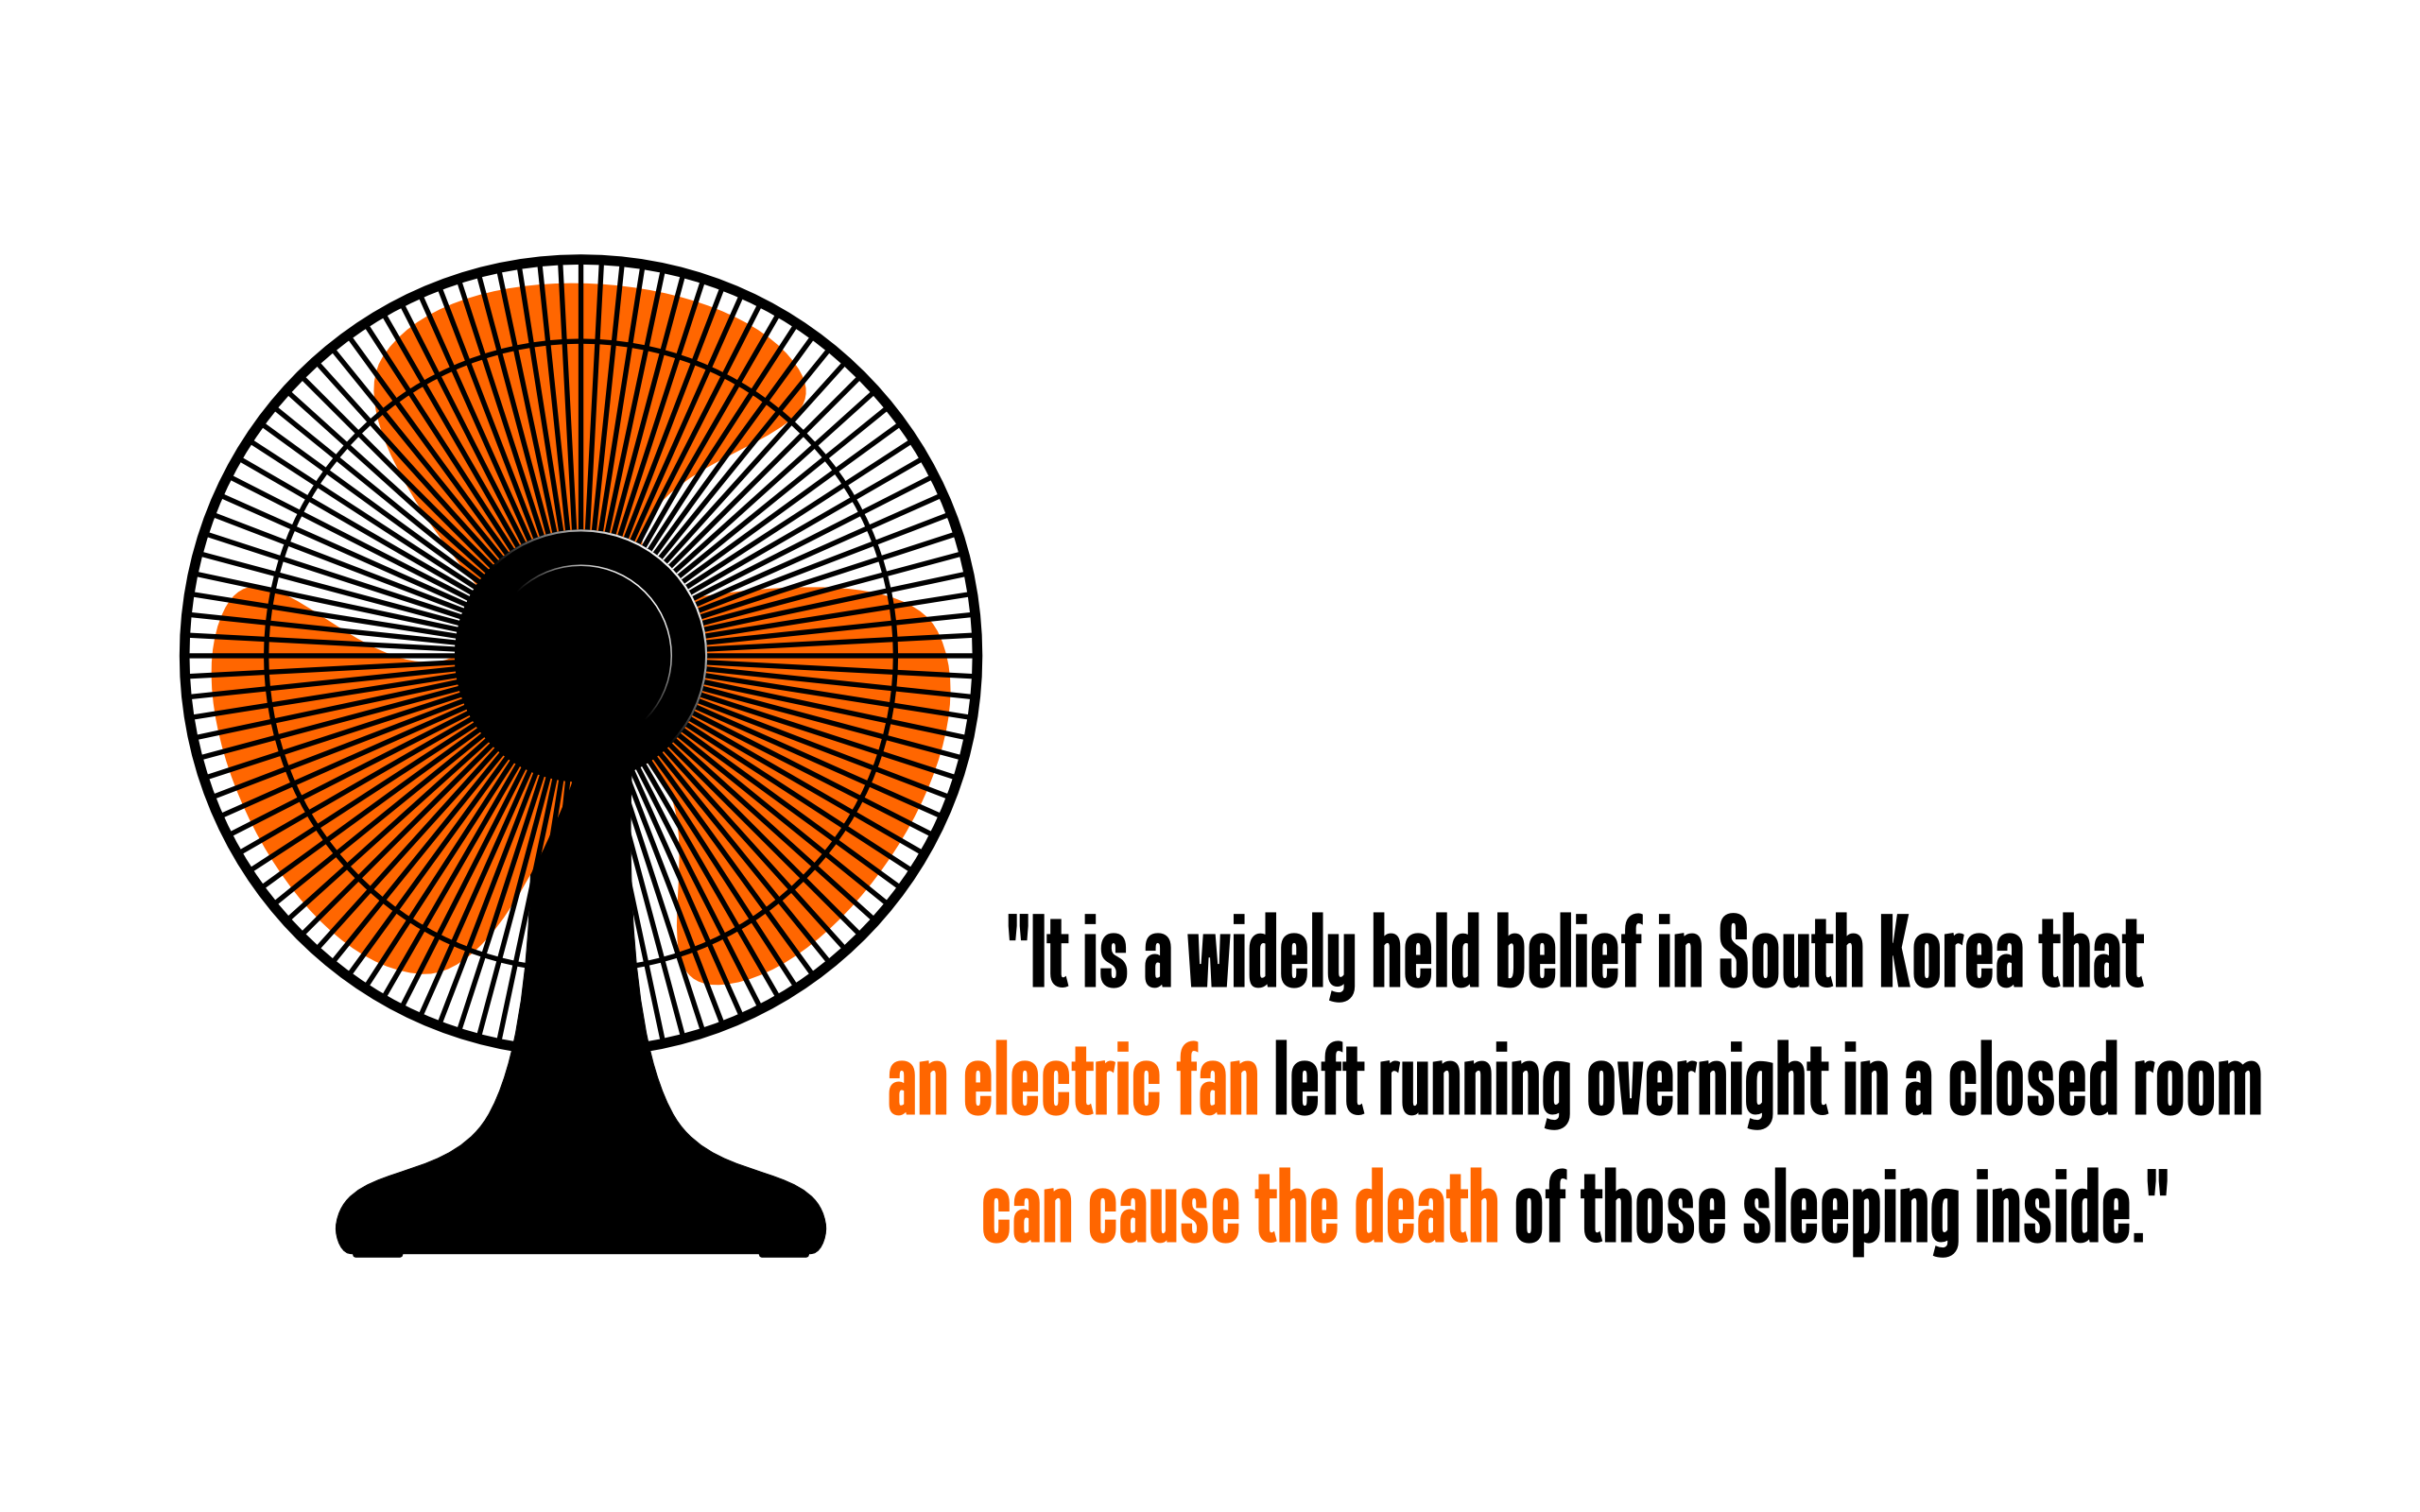 "It is a widely held belief in South Korea that
an electric fan left running overnight in a closed room
can cause the death of those sleeping inside."